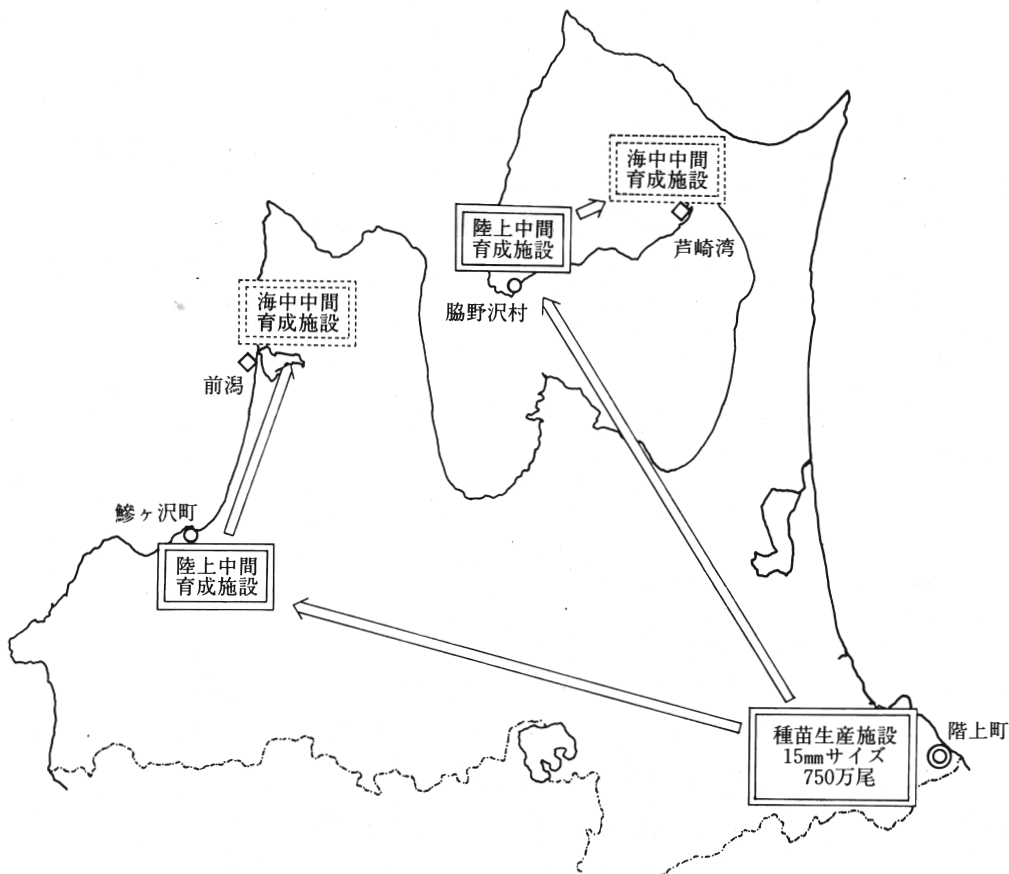 海中中間
育成施設
芦崎湾
陸上中間
育成施設
脇野沢村
海中中間
育成施設
前潟
鰺ヶ沢町
陸上中間
育成施設
種苗生産施設
15mmサイズ
750万尾
階上町